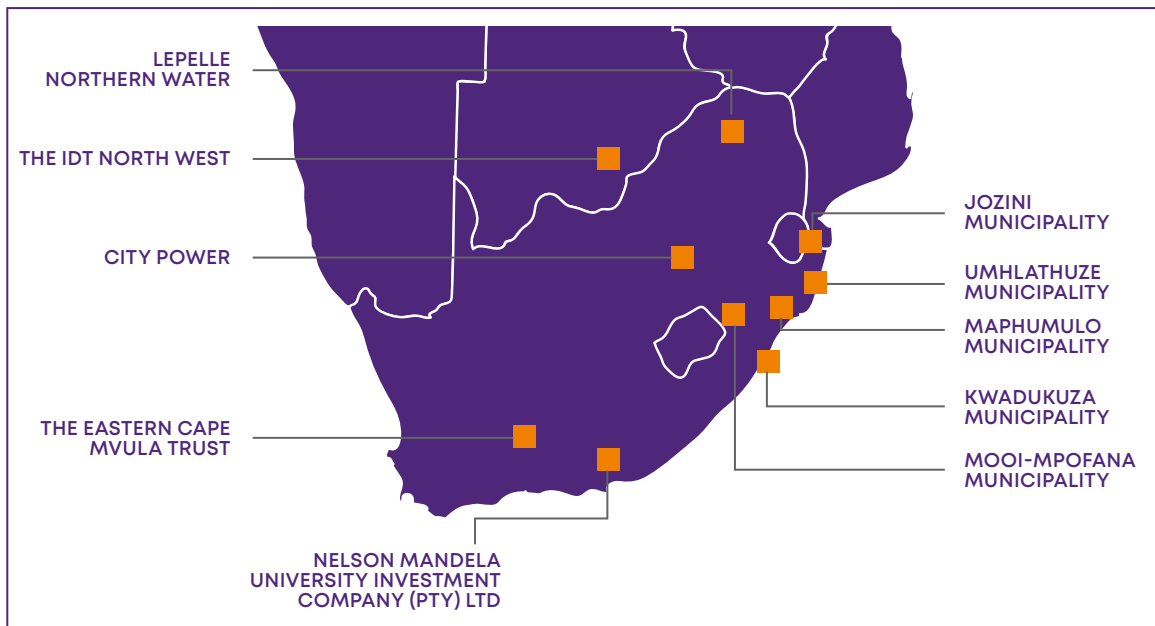 LEPELLE
NORTHERN WATER
THE IDT NORTH WEST
CITY POWER
THE EASTERN CAPE
MVULA TRUST
NELSON MANDELA
UNIVERSITY INVESTMENT
COMPANY (PTY) LTD
JOZINI
MUNICIPALITY
UMHLATHUZE
MUNICIPALITY
MAPHUMULO
MUNICIPALITY
KWADUKUZA
MUNICIPALITY
MOOI-MPOFANA
MUNICIPALITY